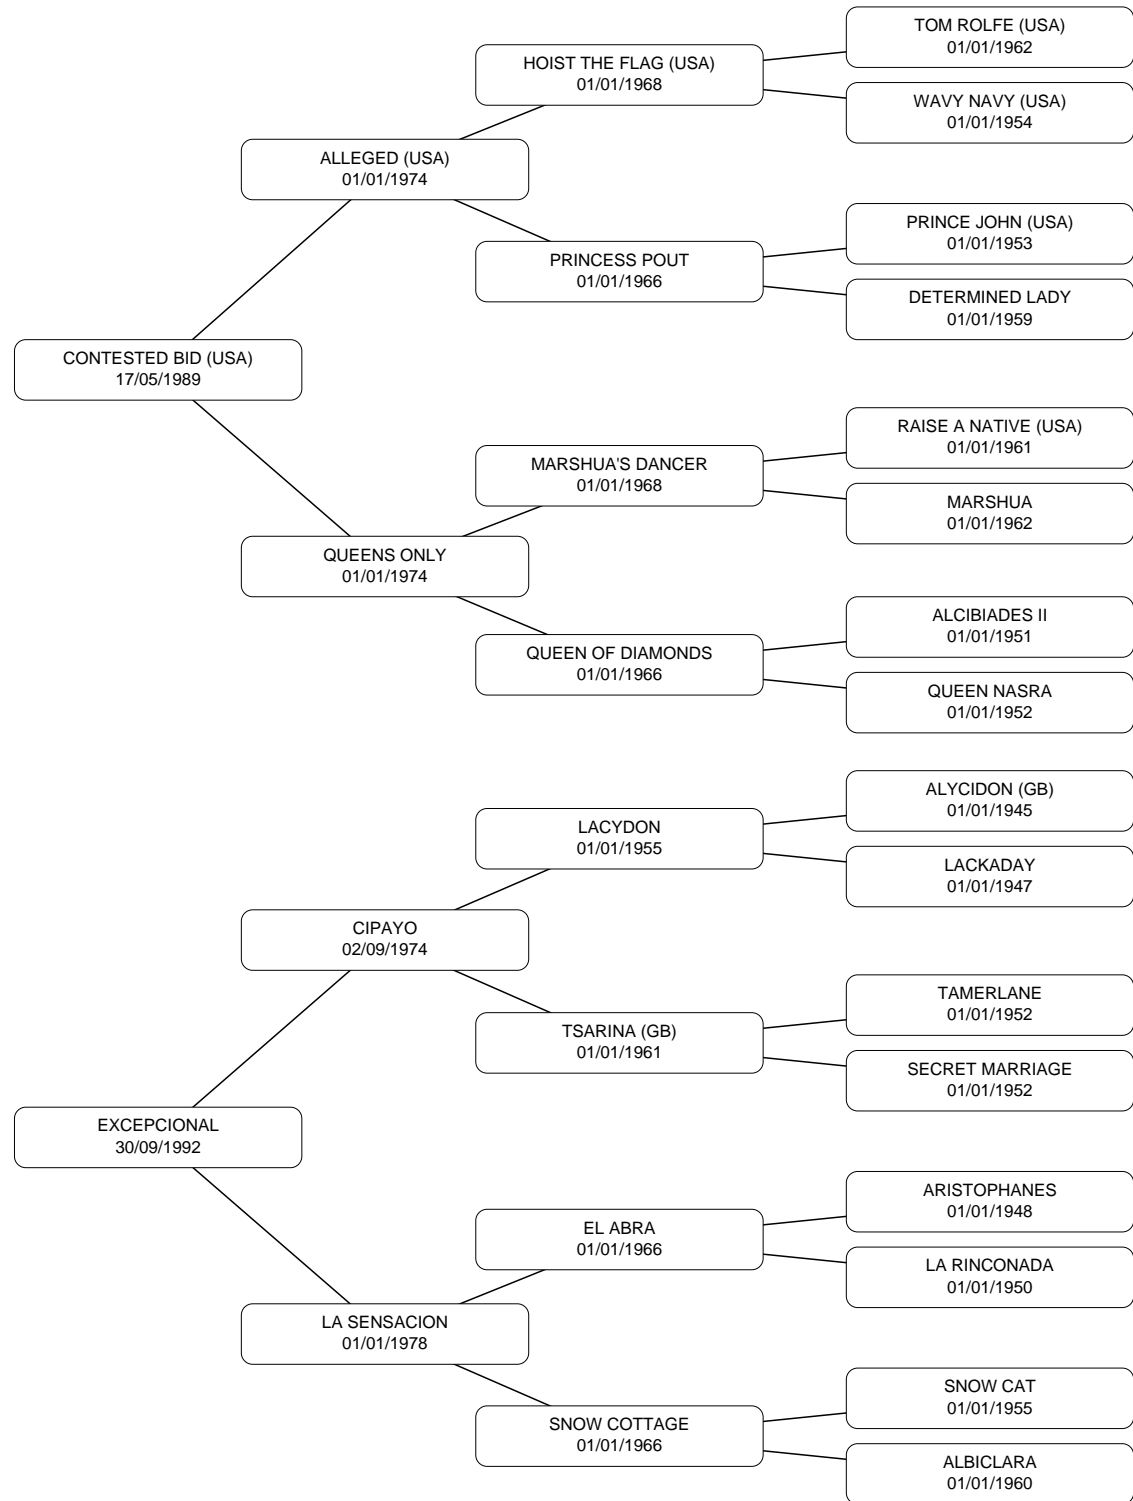 TOM ROLFE (USA)
01/01/1962
HOIST THE FLAG (USA)
01/01/1968
WAVY NAVY (USA)
01/01/1954
ALLEGED (USA)
01/01/1974
PRINCE JOHN (USA)
01/01/1953
PRINCESS POUT
01/01/1966
DETERMINED LADY
01/01/1959
CONTESTED BID (USA)
17/05/1989
RAISE A NATIVE (USA)
01/01/1961
MARSHUA'S DANCER
01/01/1968
MARSHUA
01/01/1962
QUEENS ONLY
01/01/1974
ALCIBIADES II
01/01/1951
QUEEN OF DIAMONDS
01/01/1966
QUEEN NASRA
01/01/1952
ALYCIDON (GB)
01/01/1945
LACYDON
01/01/1955
LACKADAY
01/01/1947
CIPAYO
02/09/1974
TAMERLANE
01/01/1952
TSARINA (GB)
01/01/1961
SECRET MARRIAGE
01/01/1952
EXCEPCIONAL
30/09/1992
ARISTOPHANES
01/01/1948
EL ABRA
01/01/1966
LA RINCONADA
01/01/1950
LA SENSACION
01/01/1978
SNOW CAT
01/01/1955
SNOW COTTAGE
01/01/1966
ALBICLARA
01/01/1960